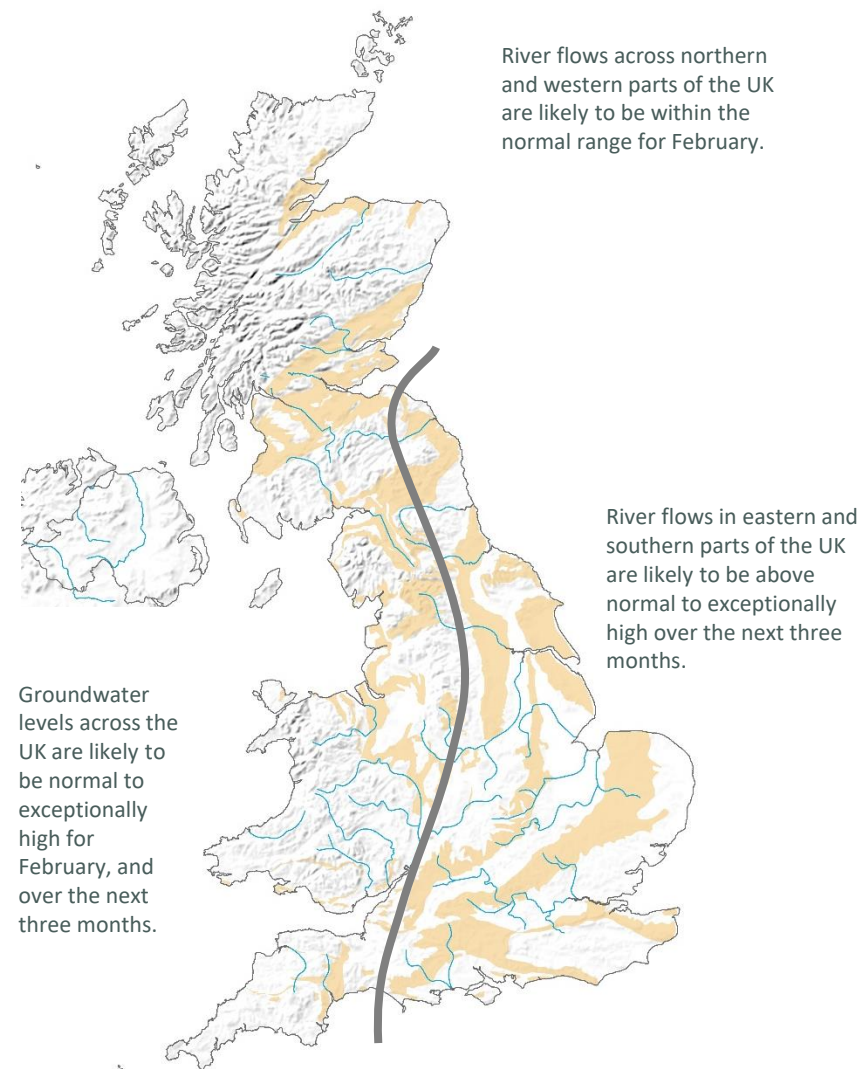 River flows across northern
and western parts of the UK
are likely to be within the
normal range for February.
River flows in eastern and
southern parts of the UK
are likely to be above
normal to exceptionally
high over the next three
months.
Groundwater
levels across the
UK are likely to
be normal to
exceptionally
high for
February, and
over the next
three months.